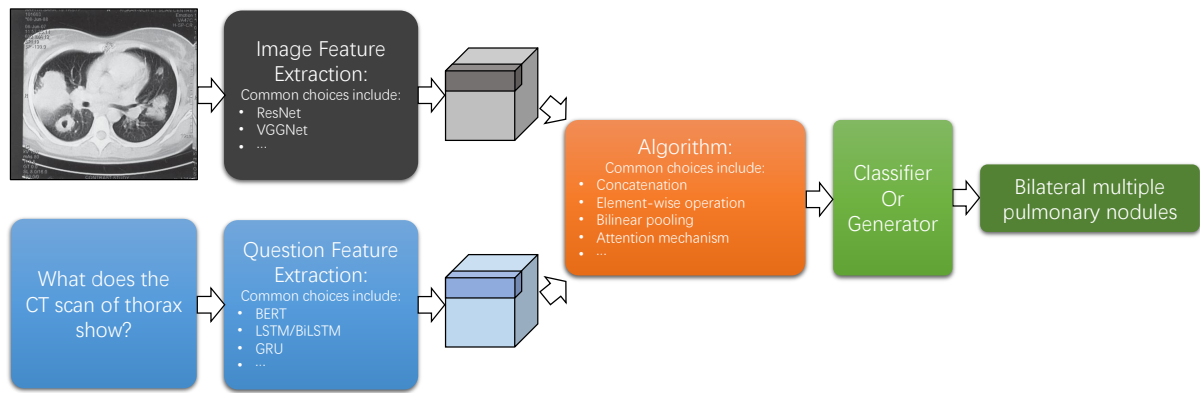 Image Feature
Extraction:
Common choices include:
• ResNet
• VGGNet
• ...
What does the
CT scan of thorax
show?
Question Feature
Extraction:
Common choices include:
• BERT
• LSTM/BiLSTM
• GRU
• ...
Algorithm:
Common choices include:
• Concatenation
• Element-wise operation
• Bilinear pooling
• Attention mechanism
• ...
Classifier
Or
Generator
Bilateral multiple
pulmonary nodules